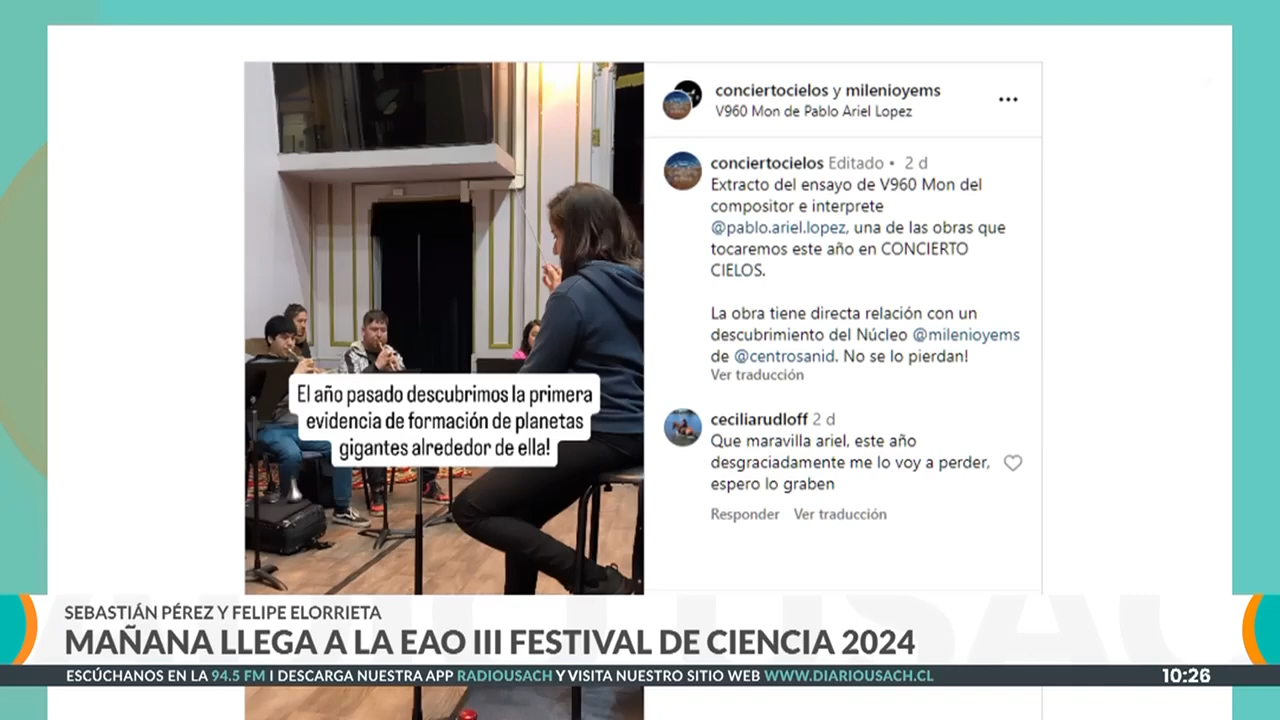 conciertocielos y milenioyems
V960 Mon de Pablo Ariel Lopez
conciertocielos Editado • 2 d
Extracto del ensayo de V960 Mon del
compositor e interprete
@pablo.ariel.lopez, una de las obras que
tocaremos este año en CONCIERTO
CIELOS.
La obra tiene directa relación con un
descubrimiento del Núcleo @milenioyems
de @centrosanid. No se lo pierdan!
Ver traducción
ceciliarudloff 2 d
Que maravilla ariel, este año
desgraciadamente me lo voy a perder,
espero lo graben
Responder Ver traducción
El año pasado descubrimos la primera
evidencia de formación de planetas
gigantes alrededor de ella!
SEBASTIÁN PÉREZ Y FELIPE ELORRIETA
MAÑANA LLEGA A LA EAO III FESTIVAL DE CIENCIA 2024
ESCÚCHANOS EN LA 94.5 FM I DESCARGA NUESTRA APP RADIOUSACH Y VISITA NUESTRO SITIO WEB WWW.DIARIOUSACH.CL
10:26